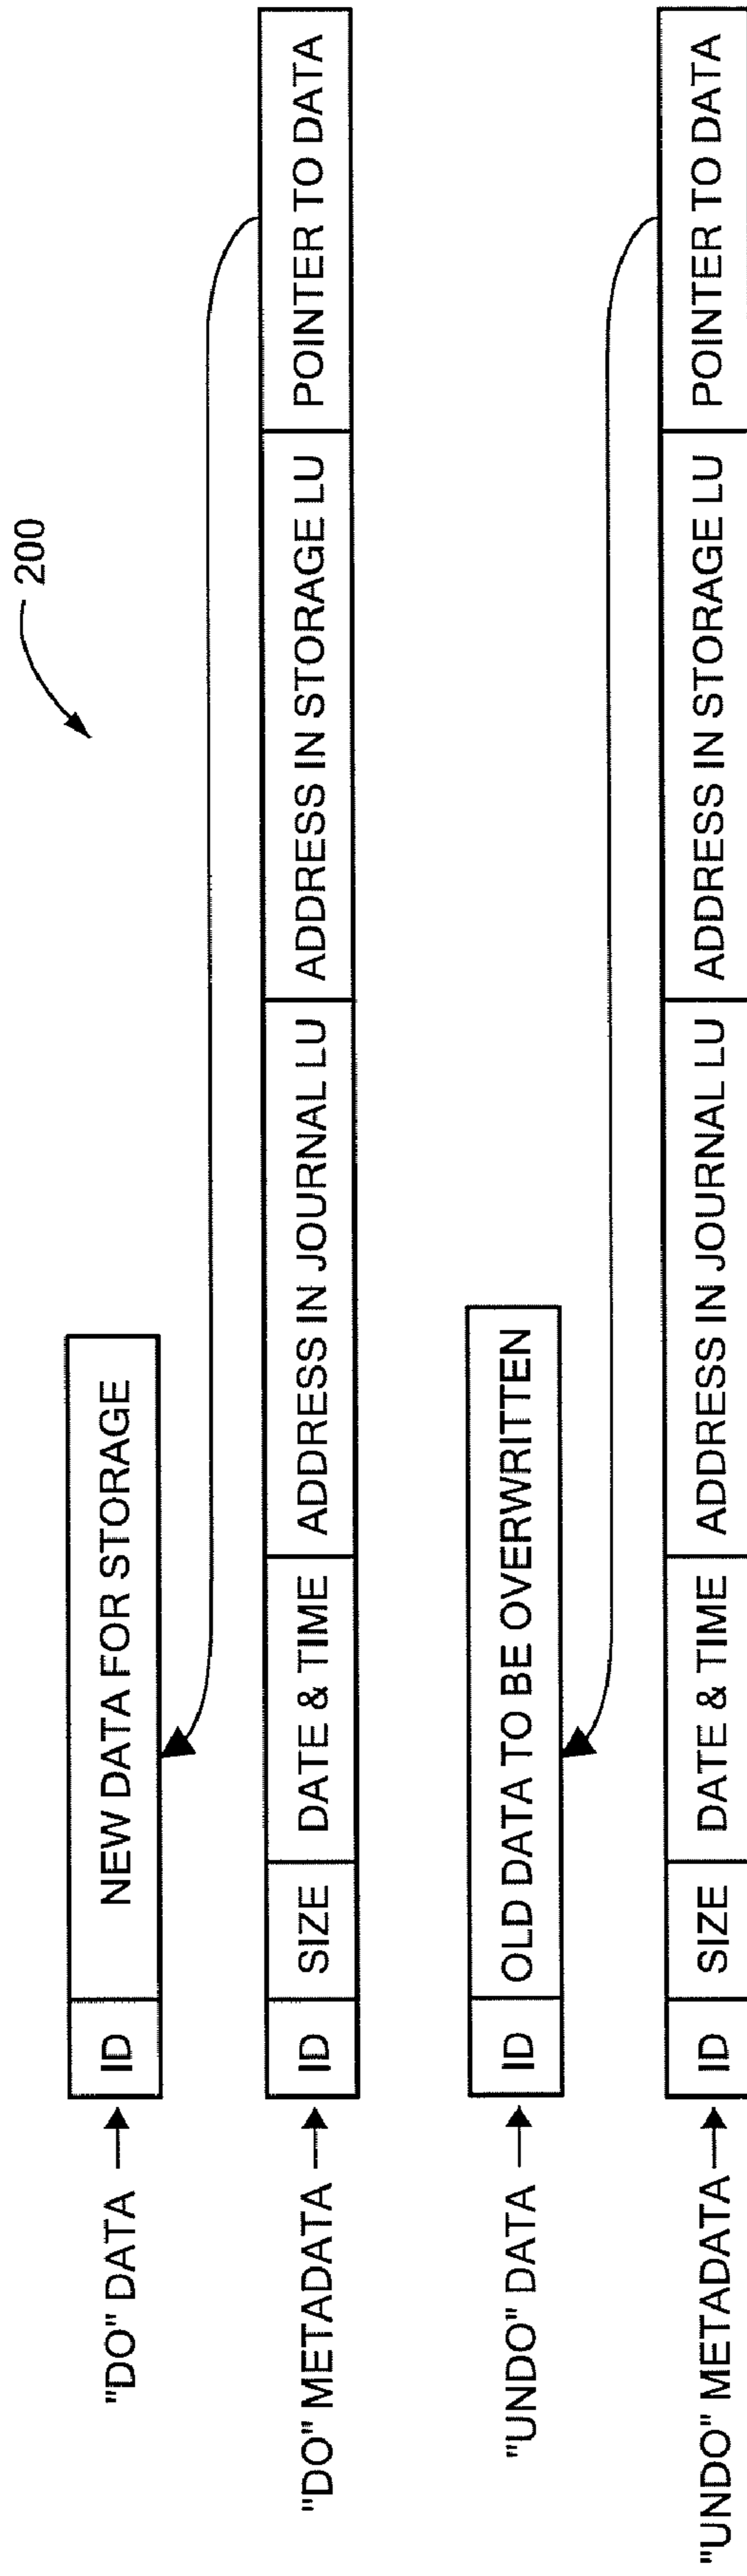 200
"DO" DATA
ID
NEW DATA FOR STORAGE
"DO" METADATA
ID
SIZE
DATE & TIME
ADDRESS IN JOURNAL LU
ADDRESS IN STORAGE LU
POINTER TO DATA
"UNDO" DATA
ID
OLD DATA TO BE OVERWRITTEN
"UNDO" METADATA
ID
SIZE
DATE & TIME
ADDRESS IN JOURNAL LU
ADDRESS IN STORAGE LU
POINTER TO DATA